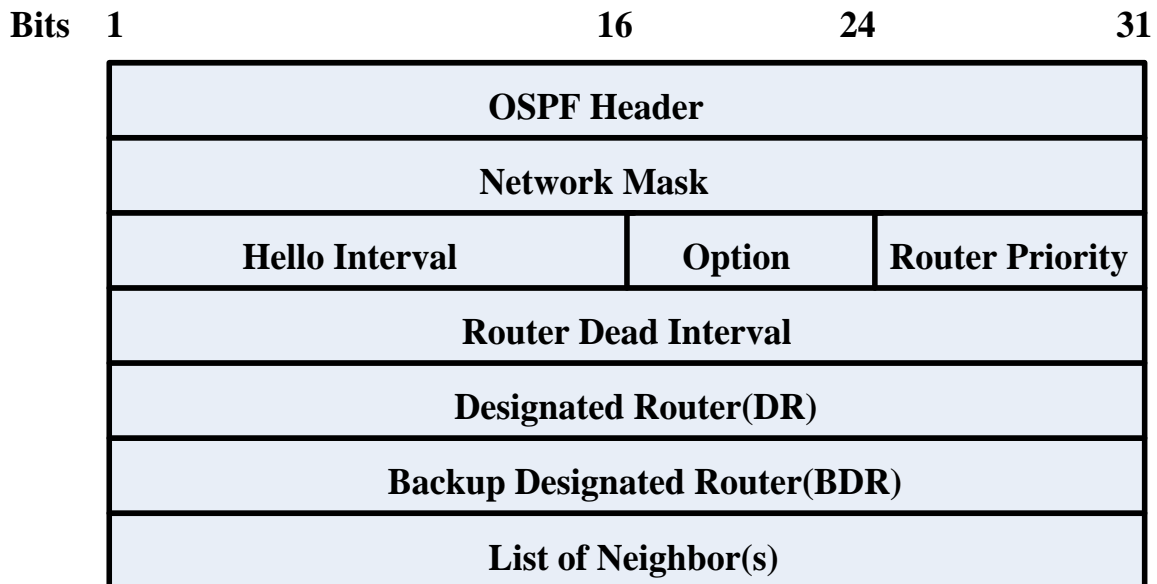 Bits 1 16 24 31
OSPF Header
Network Mask
Hello Interval Option Router Priority
Router Dead Interval
Designated Router(DR)
Backup Designated Router(BDR)
List of Neighbor(s)